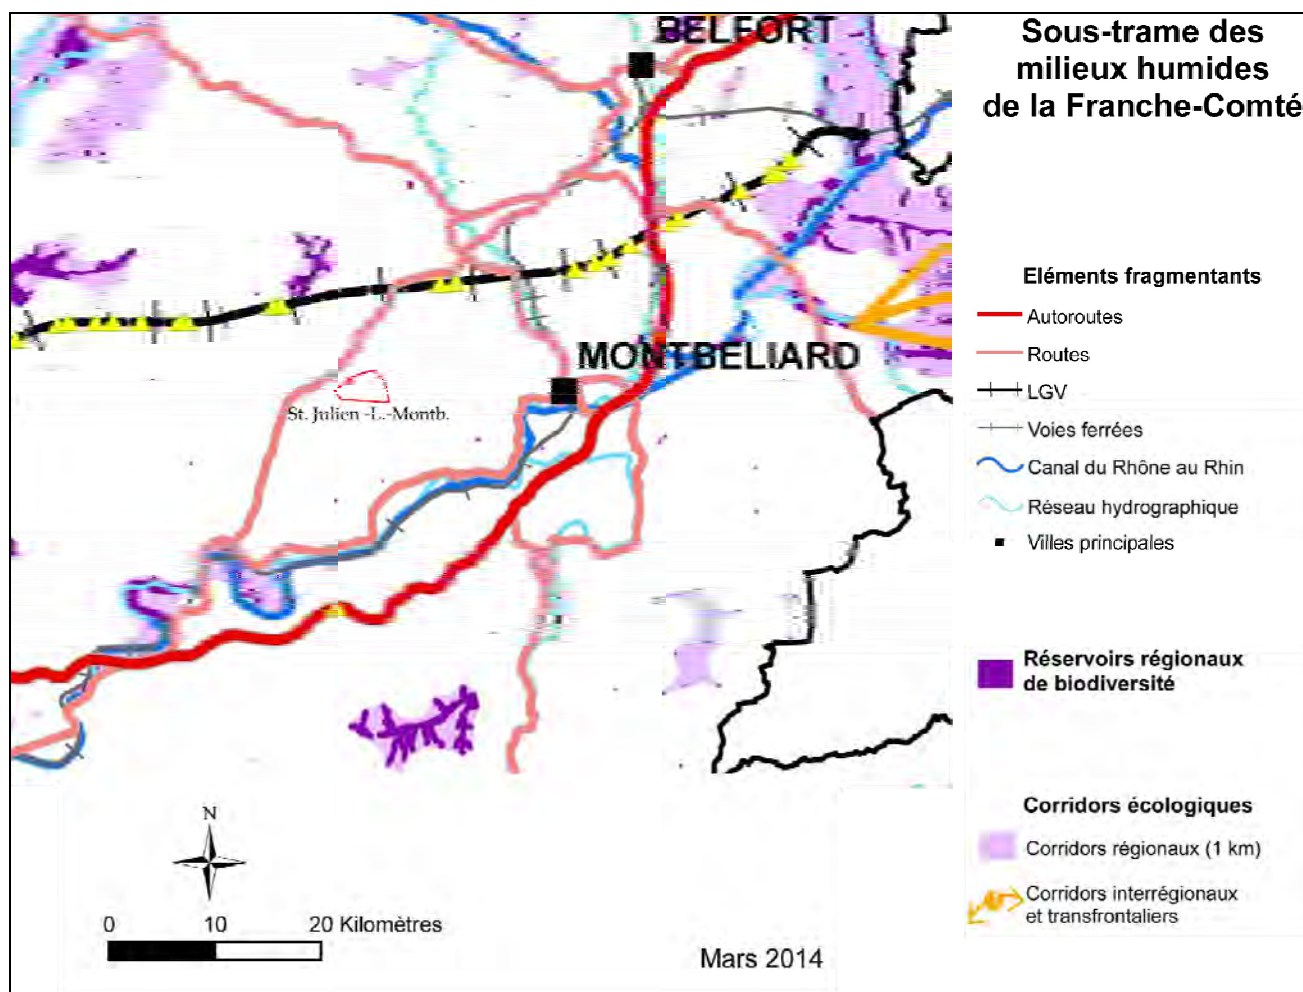 BELFORT
MONTBELIARD
St. Julien -L.-Montb.
N
0 10 20 Kilomètres
Mars 2014
Sous-trame des
milieux humides
de la Franche-Comté
Eléments fragmentants
Autoroutes
Routes
LGV
Voies ferrées
Canal du Rhône au Rhin
Réseau hydrographique
Villes principales
Réservoirs régionaux
de biodiversité
Corridors écologiques
Corridors régionaux (1 km)
Corridors interrégionaux
et transfrontaliers